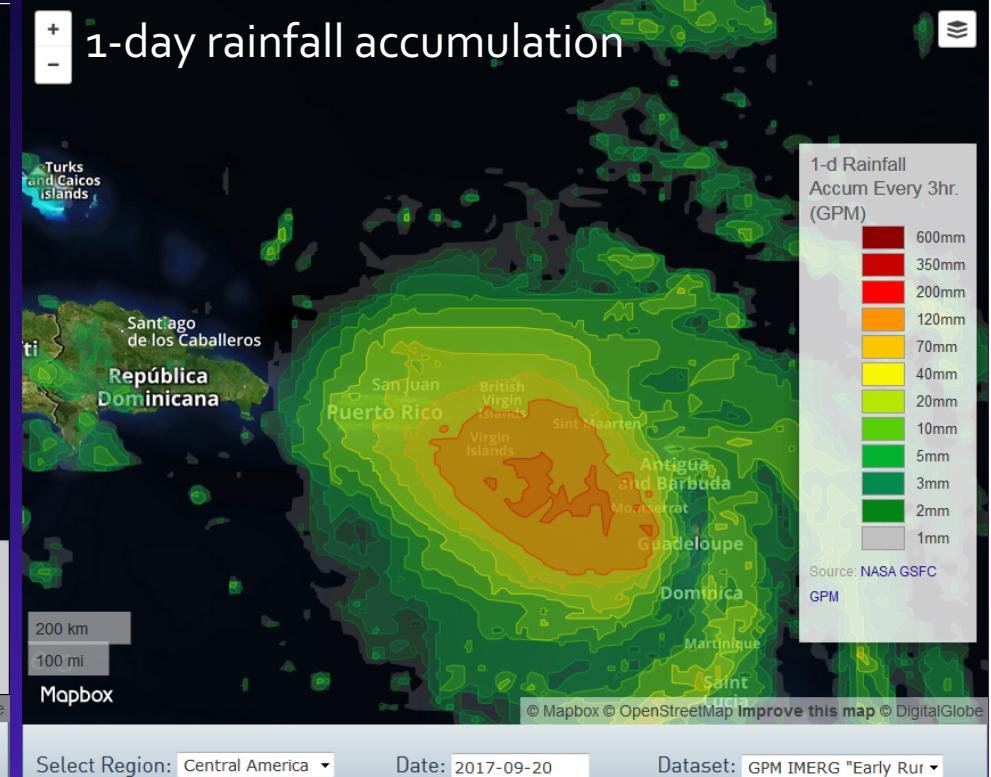 +
1-day rainfall accumulation
−
Turks
and Caicos
islands
1-d Rainfall
Accum Every 3hr.
(GPM)
600mm
350mm
200mm
120mm
70mm
40mm
20mm
10mm
5mm
3mm
2mm
1mm
Source: NASA GSFC
GPM
Santiago
de los Caballeros
ti
República
Dominicana
San Juan
Puerto Rico
British
Virgin
Islands
Sint Maarten
Virgin
Islands
Antigua
and Barbuda
Montserrat
Guadeloupe
Dominica
Martinique
Saint
Lucia
200 km
100 mi
Mapbox
© Mapbox © OpenStreetMap Improve this map © DigitalGlobe
e
Select Region: Central America Date: 2017-09-20 Dataset: GPM IMERG "Early Rur